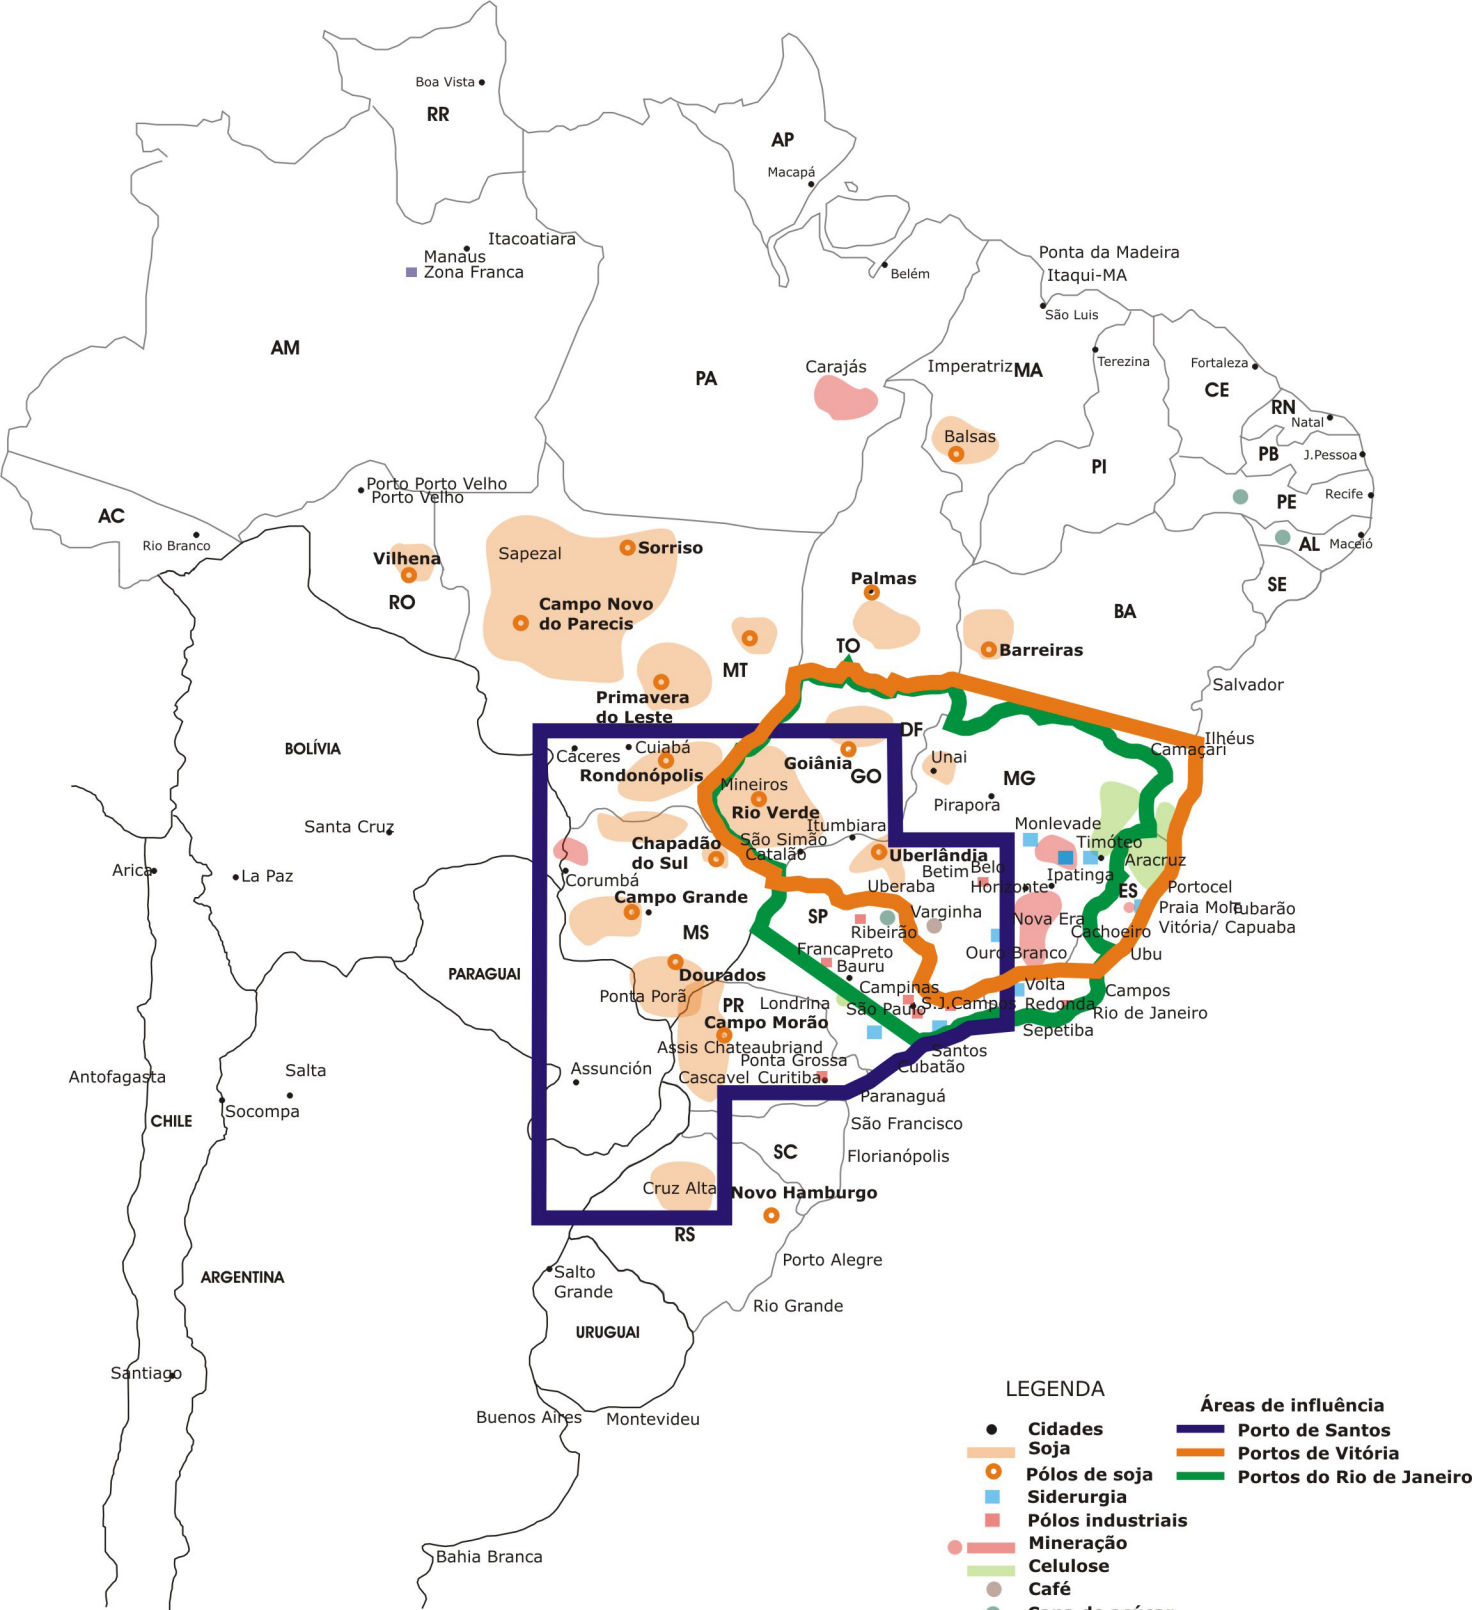 Boa Vista
RR
AP
Macapá
Itacoatiara
Manaus
Zona Franca
Belém
Ponta da Madeira
Itaqui-MA
São Luis
AM
PA
Carajás
Imperatriz
MA
Terezina
Fortaleza
CE
RN
Natal
Balsas
PI
PB
J.Pessoa
PE
Recife
Porto Porto Velho
Porto Velho
AC
Rio Branco
AL
Maceió
SE
Vilhena
RO
Sapezal
Sorriso
Campo Novo
do Parecis
Palmas
BA
TO
Barreiras
MT
Primavera
do Leste
Salvador
BOLÍVIA
Cáceres
Cuiabá
Rondonópolis
DF
Goiânia
GO
Unai
MG
Ilhéus
Camaçari
Mineiros
Rio Verde
Pirapora
Santa Cruz
Itumbiara
São Simão
Catalão
Monlevade
Timóteo
Chapadão
do Sul
Uberlândia
Aracruz
Arica
La Paz
Corumbá
Betim
Belo
Horizonte
Ipatinga
Uberaba
ES
Portocel
Campo Grande
MS
SP
Varginha
Nova Era
Praia Mole
Tubarão
Vitória/ Capuaba
Ribeirão
Preto
Cachoeiro
Franca
Ouro Branco
Ubu
PARAGUAI
Dourados
Bauru
Ponta Porã
PR
Londrina
Campinas
São Paulo
S.J.Campos
Volta
Redonda
Campos
Rio de Janeiro
Campo Morão
Sepetiba
Assis Chateaubriand
Ponta Grossa
Santos
Cubatão
Antofagasta
Salta
Assunción
Cascavel
Curitiba
Paranaguá
Socompa
CHILE
São Francisco
SC
Florianópolis
Cruz Alta
Novo Hamburgo
RS
ARGENTINA
Salto
Grande
Porto Alegre
Rio Grande
URUGUAI
Santiago
Buenos Aires
Montevideu
Bahia Branca
LEGENDA
Cidades
Soja
Pólos de soja
Siderurgia
Pólos industriais
Mineração
Celulose
Café
Áreas de influência
Porto de Santos
Portos de Vitória
Portos do Rio de Janeiro